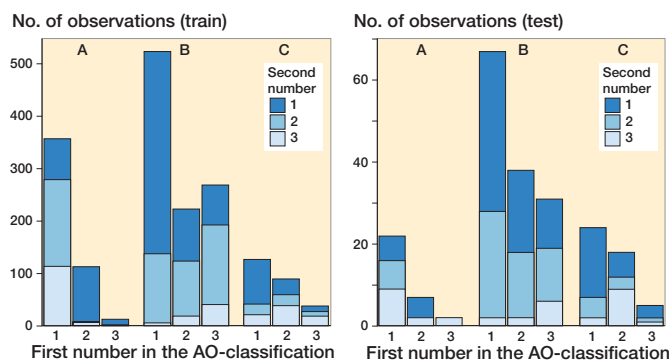 No. of observations (train)
A
B
C
500
400
300
200
100
0
Second
number
1
2
3
1 2 3 1 2 3 1 2 3
First number in the AO-classification
No. of observations (test)
A
B
C
60
40
20
0
Second
number
1
2
3
1 2 3 1 2 3 1 2 3
First number in the AO-classification